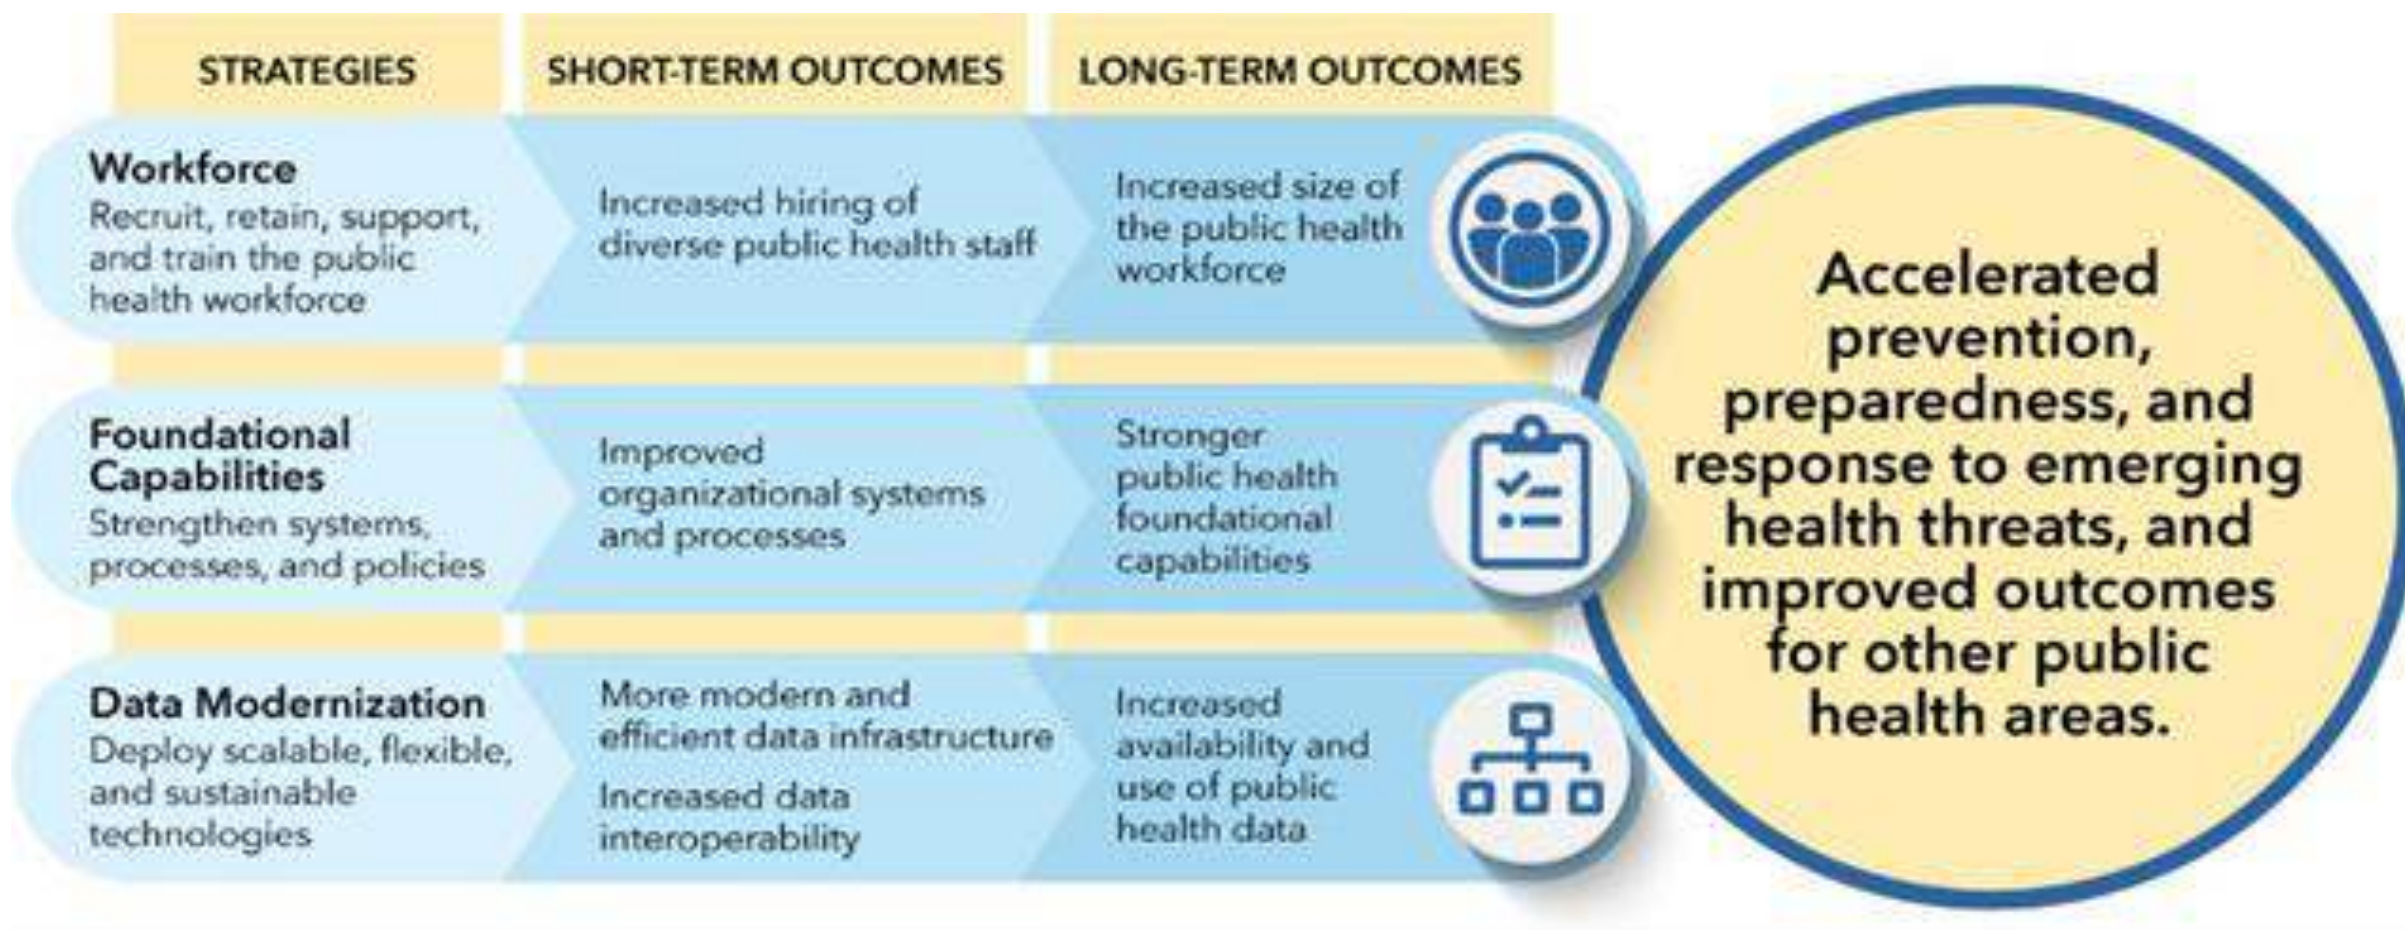 STRATEGIES
SHORT-TERM OUTCOMES
LONG-TERM OUTCOMES
Workforce
Recruit, retain, support,
and train the public
health workforce
Increased hiring of
diverse public health staff
Increased size of
the public health
workforce
Foundational
Capabilities
Strengthen systems,
processes, and policies
Improved
organizational systems
and processes
Stronger
public health
foundational
capabilities
Data Modernization
Deploy scalable, flexible,
and sustainable
technologies
More modern and
efficient data infrastructure
Increased data
interoperability
Increased
availability and
use of public
health data
Accelerated
prevention,
preparedness, and
response to emerging
health threats, and
improved outcomes
for other public
health areas.